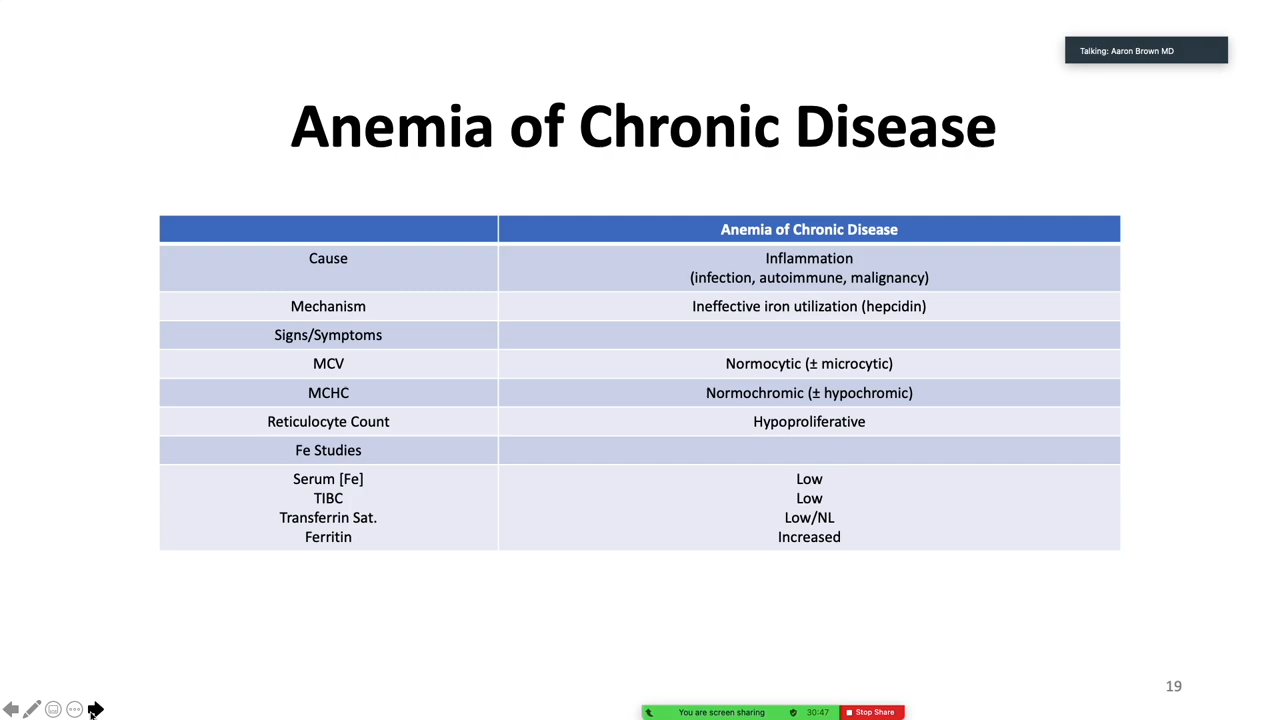 Talking: Aaron Brown MD
Anemia of Chronic Disease
Anemia of Chronic Disease
Cause
Inflammation
(infection, autoimmune, malignancy)
Mechanism
Ineffective iron utilization (hepcidin)
Signs/Symptoms
MCV
Normocytic (± microcytic)
MCHC
Normochromic (± hypochromic)
Reticulocyte Count
Hypoproliferative
Fe Studies
Serum [Fe]
Low
TIBC
Low
Transferrin Sat.
Low/NL
Ferritin
Increased
19
You are screen sharing
30:47
Stop Share